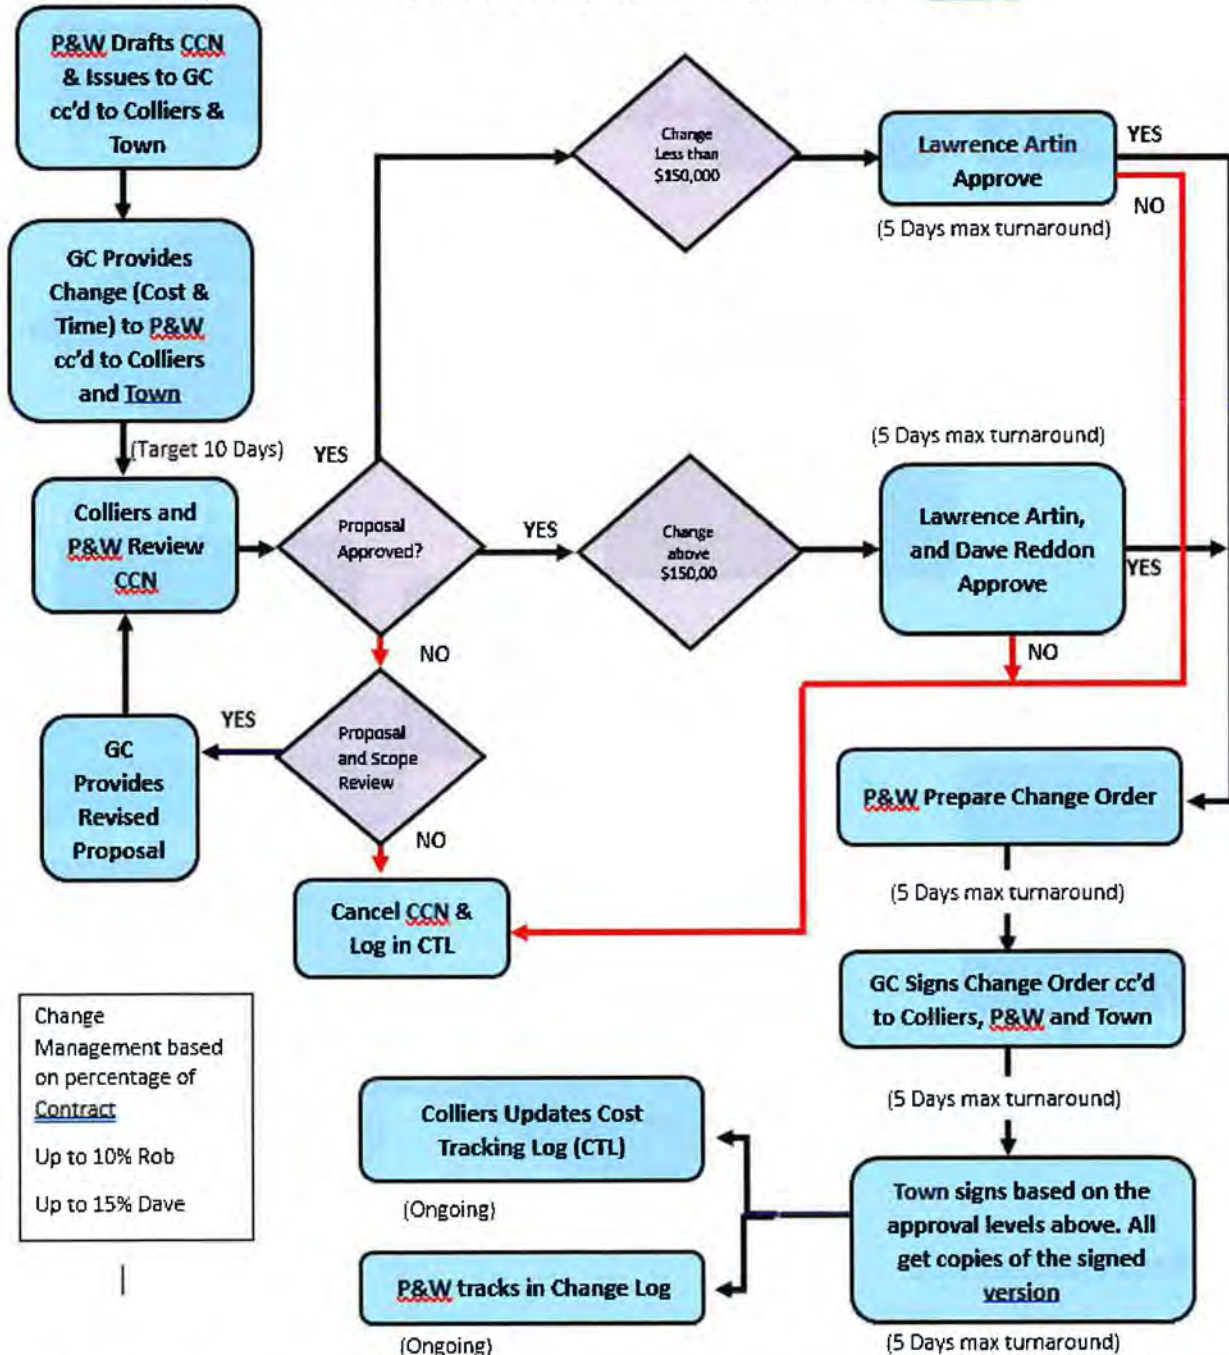 P&W Drafts CCN
& Issues to GC
cc'd to Colliers &
Town
GC Provides
Change (Cost &
Time) to P&W
cc'd to Colliers
and Town
(Target 10 Days)
Colliers and
P&W Review
CCN
GC
Provides
Revised
Proposal
YES
Proposal
Approved?
YES
NO
Proposal
and Scope
Review
YES
NO
Cancel CCN &
Log in CTL
Change
Less than
$150,000
Lawrence Artin
Approve
YES
NO
(5 Days max turnaround)
Change
above
$150,00
(5 Days max turnaround)
Lawrence Artin,
and Dave Reddon
Approve
YES
NO
P&W Prepare Change Order
(5 Days max turnaround)
GC Signs Change Order cc'd
to Colliers, P&W and Town
(5 Days max turnaround)
Town signs based on the
approval levels above. All
get copies of the signed
version
(5 Days max turnaround)
Colliers Updates Cost
Tracking Log (CTL)
(Ongoing)
P&W tracks in Change Log
(Ongoing)
Change
Management based
on percentage of
Contract
Up to 10% Rob
Up to 15% Dave